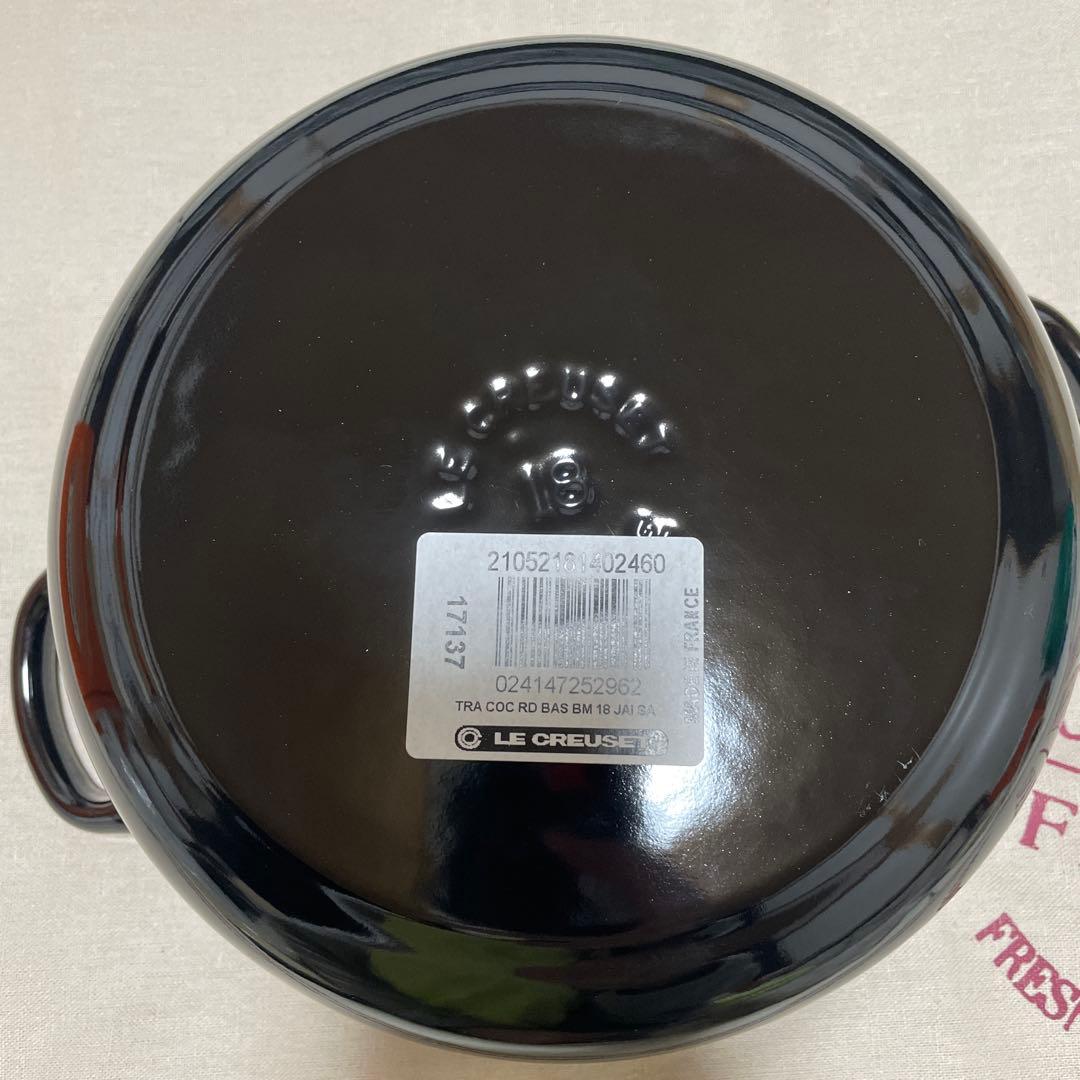 LE CREUSET
18
21052181402460
17137
024147252962
MADE IN FRANCE
TRA COC RD BAS BM 18 JAI SA
LE CREUSET
F
FRESH